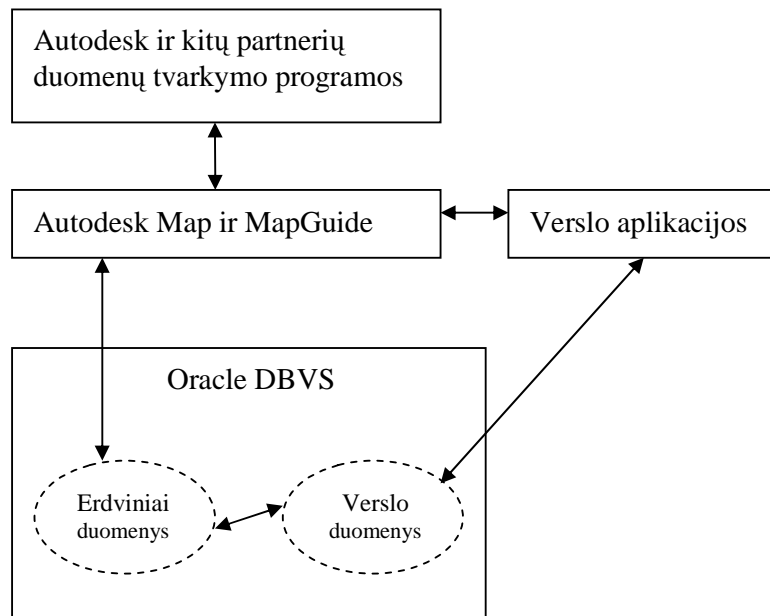 Autodesk ir kitų partnerių
duomenų tvarkymo programos
Autodesk Map ir MapGuide
Verslo aplikacijos
Oracle DBVS
Erdviniai
duomenys
Verslo
duomenys